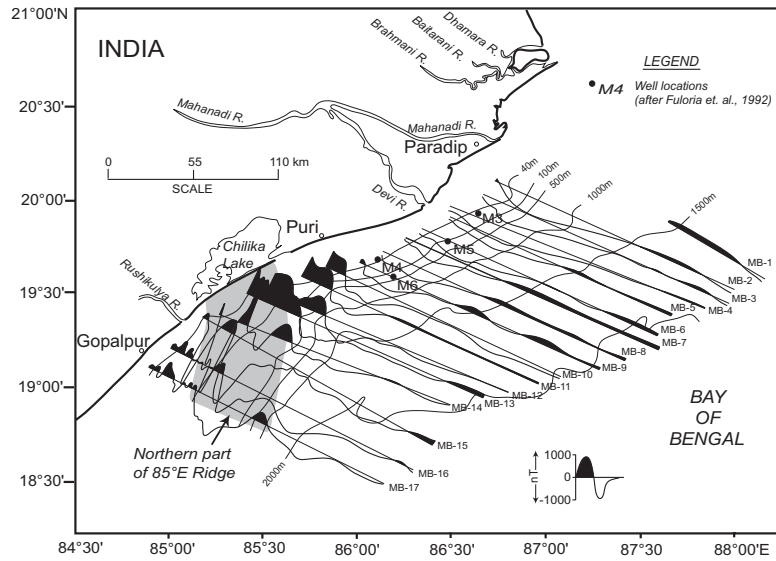 21°00'N
20°30'
20°00'
19°30'
19°00'
18°30'
84°30'
85°00'
85°30'
86°00'
86°30'
87°00'
87°30'
88°00'E
INDIA
Dhamara R.
Baitarani R.
Brahmani R.
LEGEND
M4 Well locations
(after Fuloria et. al., 1992)
Mahanadi R.
Mahanadi R.
Paradip
0 55 110 km
SCALE
Devi R.
Puri
Chilika
Lake
Rushikulya R.
Gopalpur
40m
100m
500m
1000m
1500m
2000m
M3
M5
M4
M6
MB-1
MB-2
MB-3
MB-4
MB-5
MB-6
MB-7
MB-8
MB-9
MB-10
MB-11
MB-12
MB-13
MB-14
MB-15
MB-16
MB-17
BAY
OF
BENGAL
Northern part
of 85°E Ridge
nT
1000
0
-1000